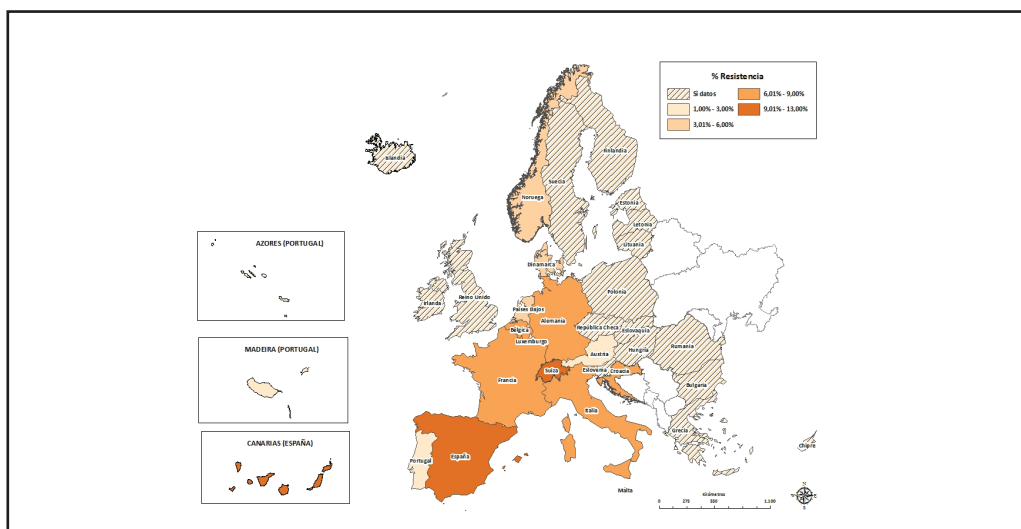 % Resistencia
Si datos
6,01% - 9,00%
1,00% - 3,00%
9,01% - 13,00%
3,01% - 6,00%
Islandia
Finlandia
Suecia
Noruega
Estonia
Letonia
Lituania
AZORES (PORTUGAL)
Dinamarca
Irlanda
Reino Unido
Polonia
Países Bajos
Alemania
Bélgica
República Checa
Eslovaquia
Luxemburgo
MADEIRA (PORTUGAL)
Austria
Hungría
Rumania
Suiza
Eslovenia
Croacia
Francia
Bulgaria
Italia
Grecia
CANARIAS (ESPAÑA)
Portugal
España
Chipre
Malta
Kilómetros
0 275 550 1.100
N
S